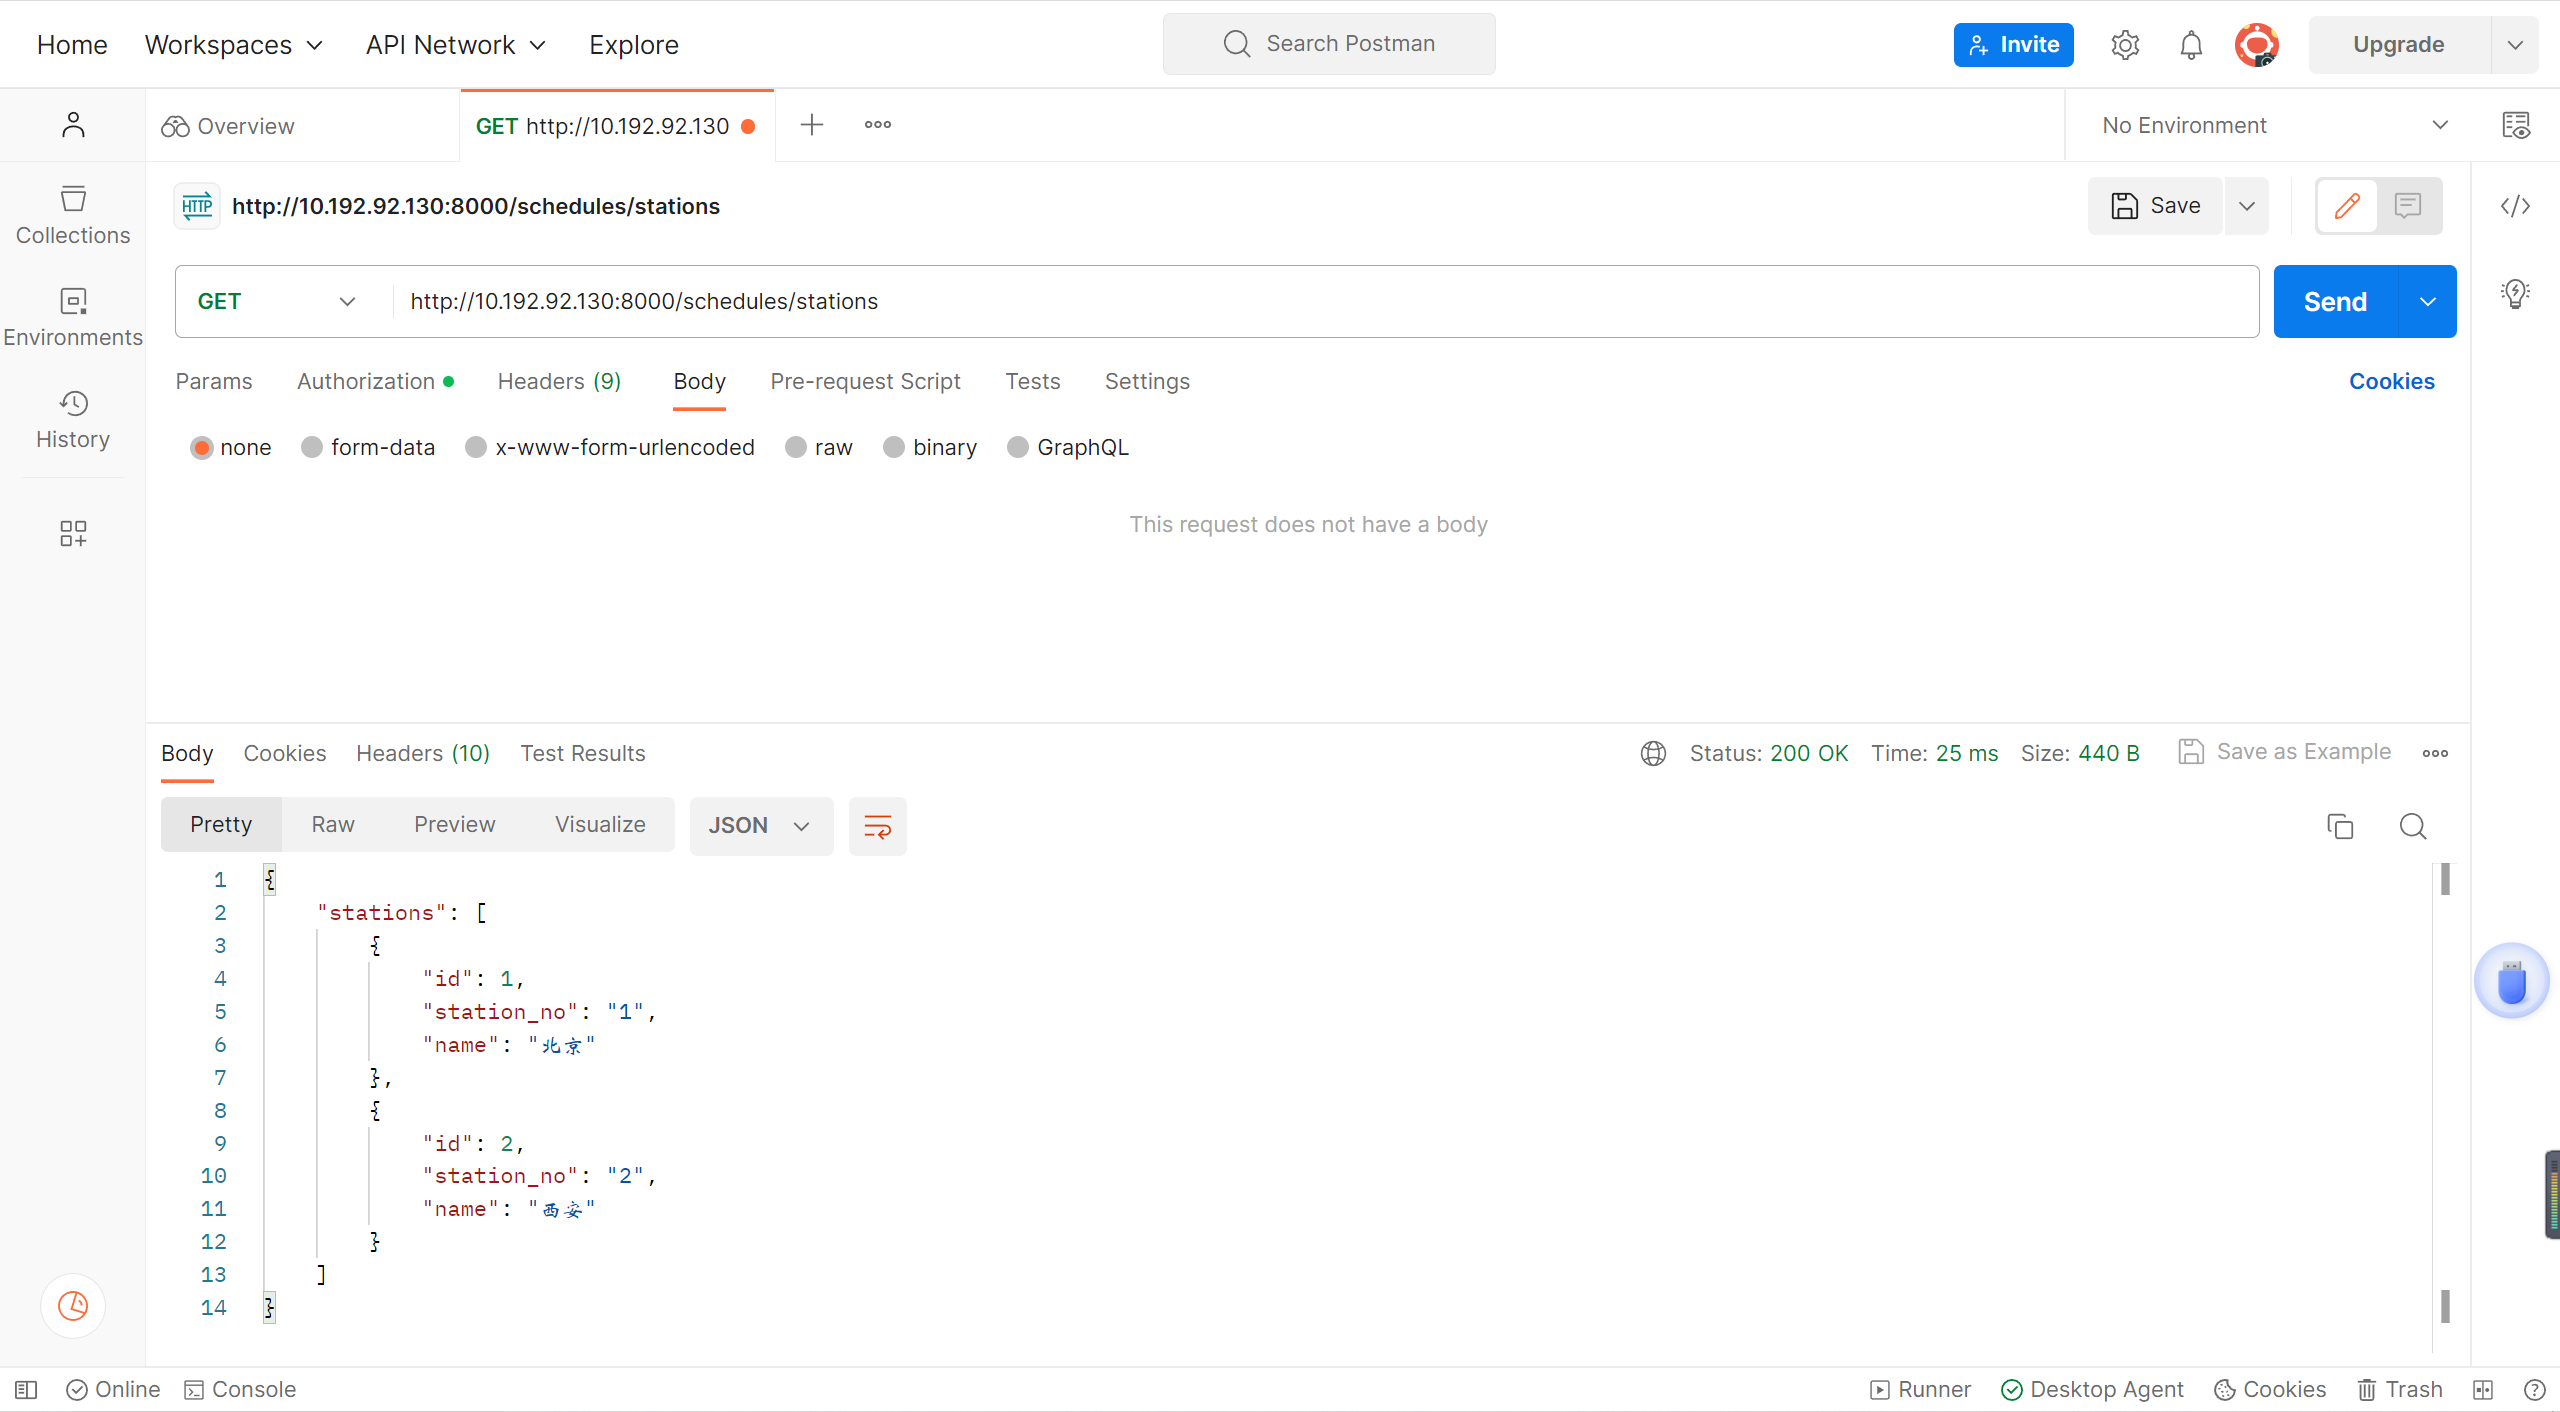 Home Workspaces API Network Explore Search Postman Invite Upgrade
Overview GET http://10.192.92.130 No Environment
HTTP http://10.192.92.130:8000/schedules/stations Save
Collections
GET http://10.192.92.130:8000/schedules/stations Send
Environments
Params Authorization Headers (9) Body Pre-request Script Tests Settings Cookies
History
none form-data x-www-form-urlencoded raw binary GraphQL
This request does not have a body
Body Cookies Headers (10) Test Results Status: 200 OK Time: 25 ms Size: 440 B Save as Example
Pretty Raw Preview Visualize JSON
1 {
2 "stations": [
3 {
4 "id": 1,
5 "station_no": "1",
6 "name": "北京"
7 },
8 {
9 "id": 2,
10 "station_no": "2",
11 "name": "西安"
12 }
13 ]
14 }
Online Console Runner Desktop Agent Cookies Trash